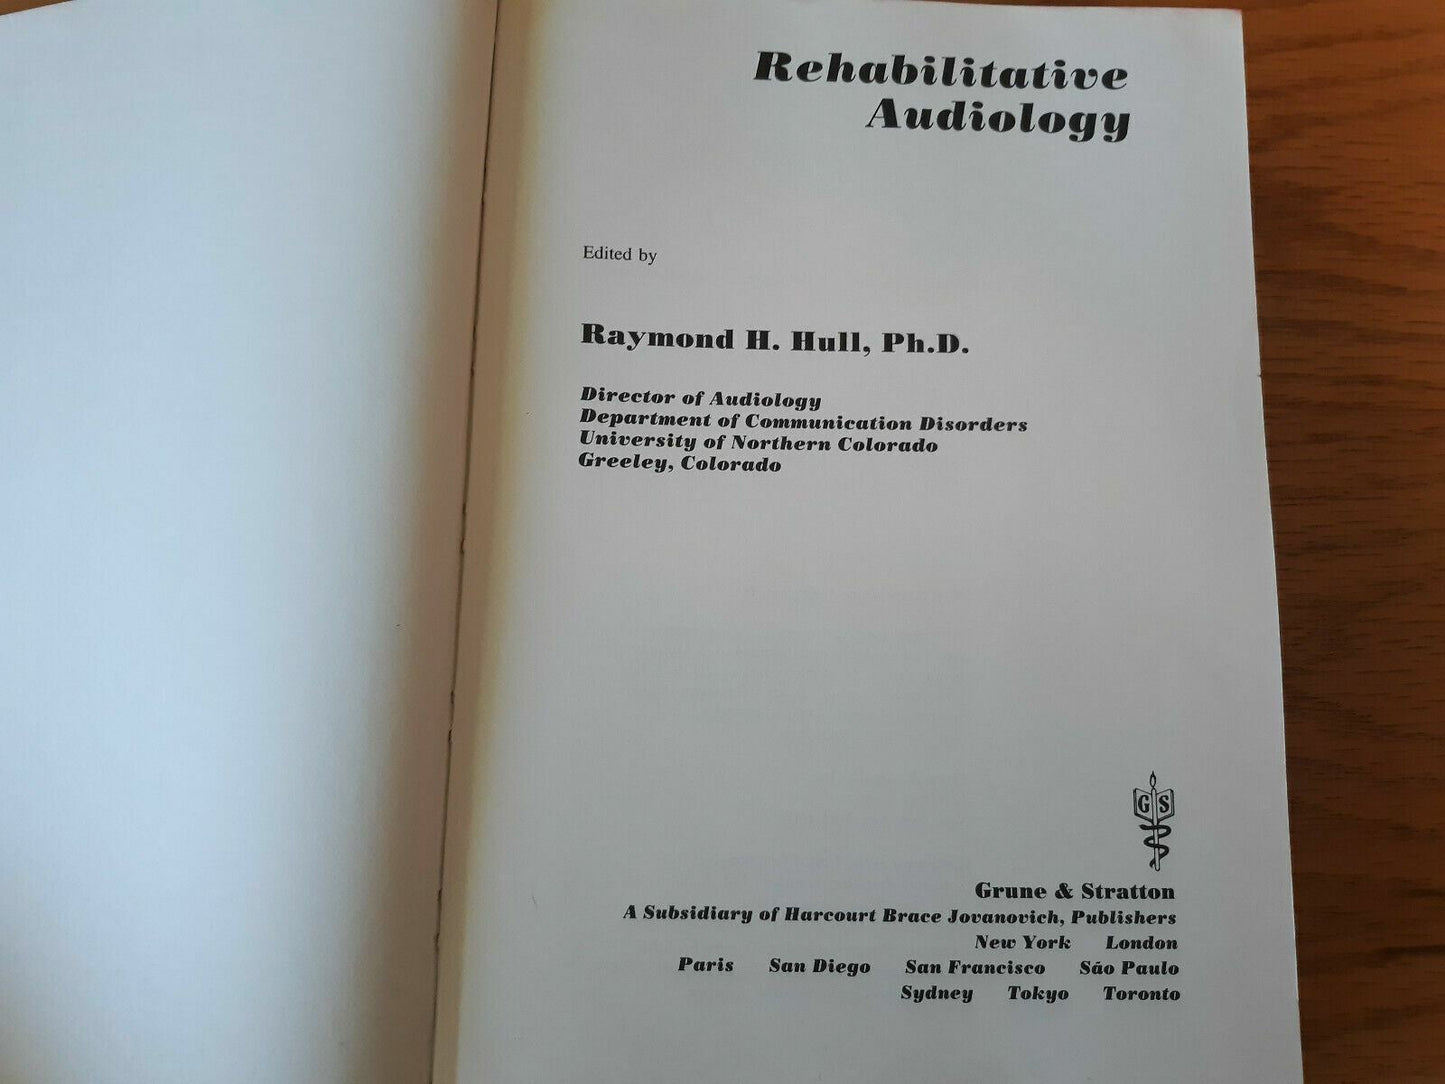 Rehabilitative
Audiology
Edited by
Raymond H. Hull, Ph.D.
Director of Audiology
Department of Communication Disorders
University of Northern Colorado
Greeley, Colorado
G S
Grune & Stratton
A Subsidiary of Harcourt Brace Jovanovich, Publishers
New York London
Paris San Diego San Francisco São Paulo
Sydney Tokyo Toronto